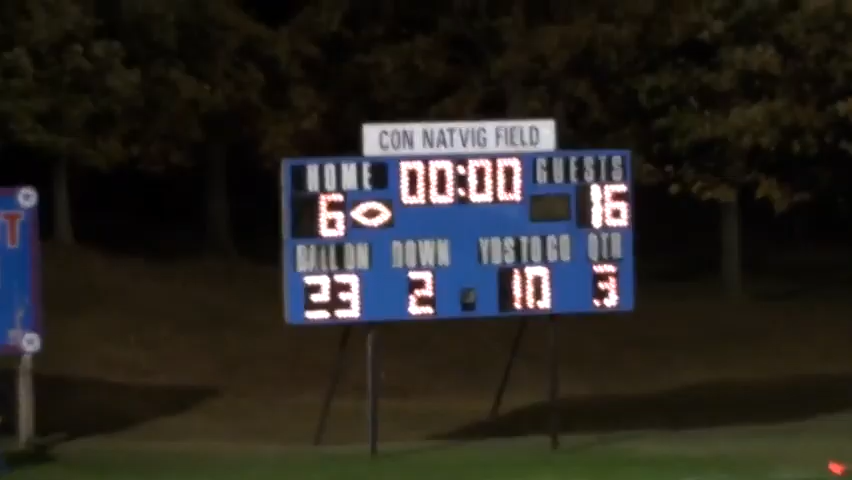 CON NATVIG FIELD
HOME 00:00 GUESTS
6 16
BALL ON DOWN YDS TO GO QTR
23 2 10 3
T